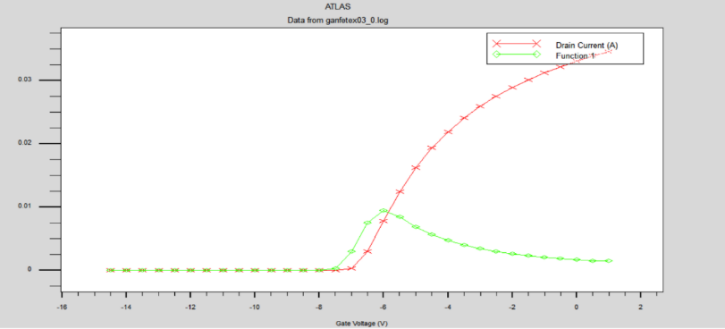 ATLAS
Data from ganfetex03_0.log
Drain Current (A)
Function 1
0.03
0.02
0.01
0
-16 -14 -12 -10 -8 -6 -4 -2 0 2
Gate Voltage (V)